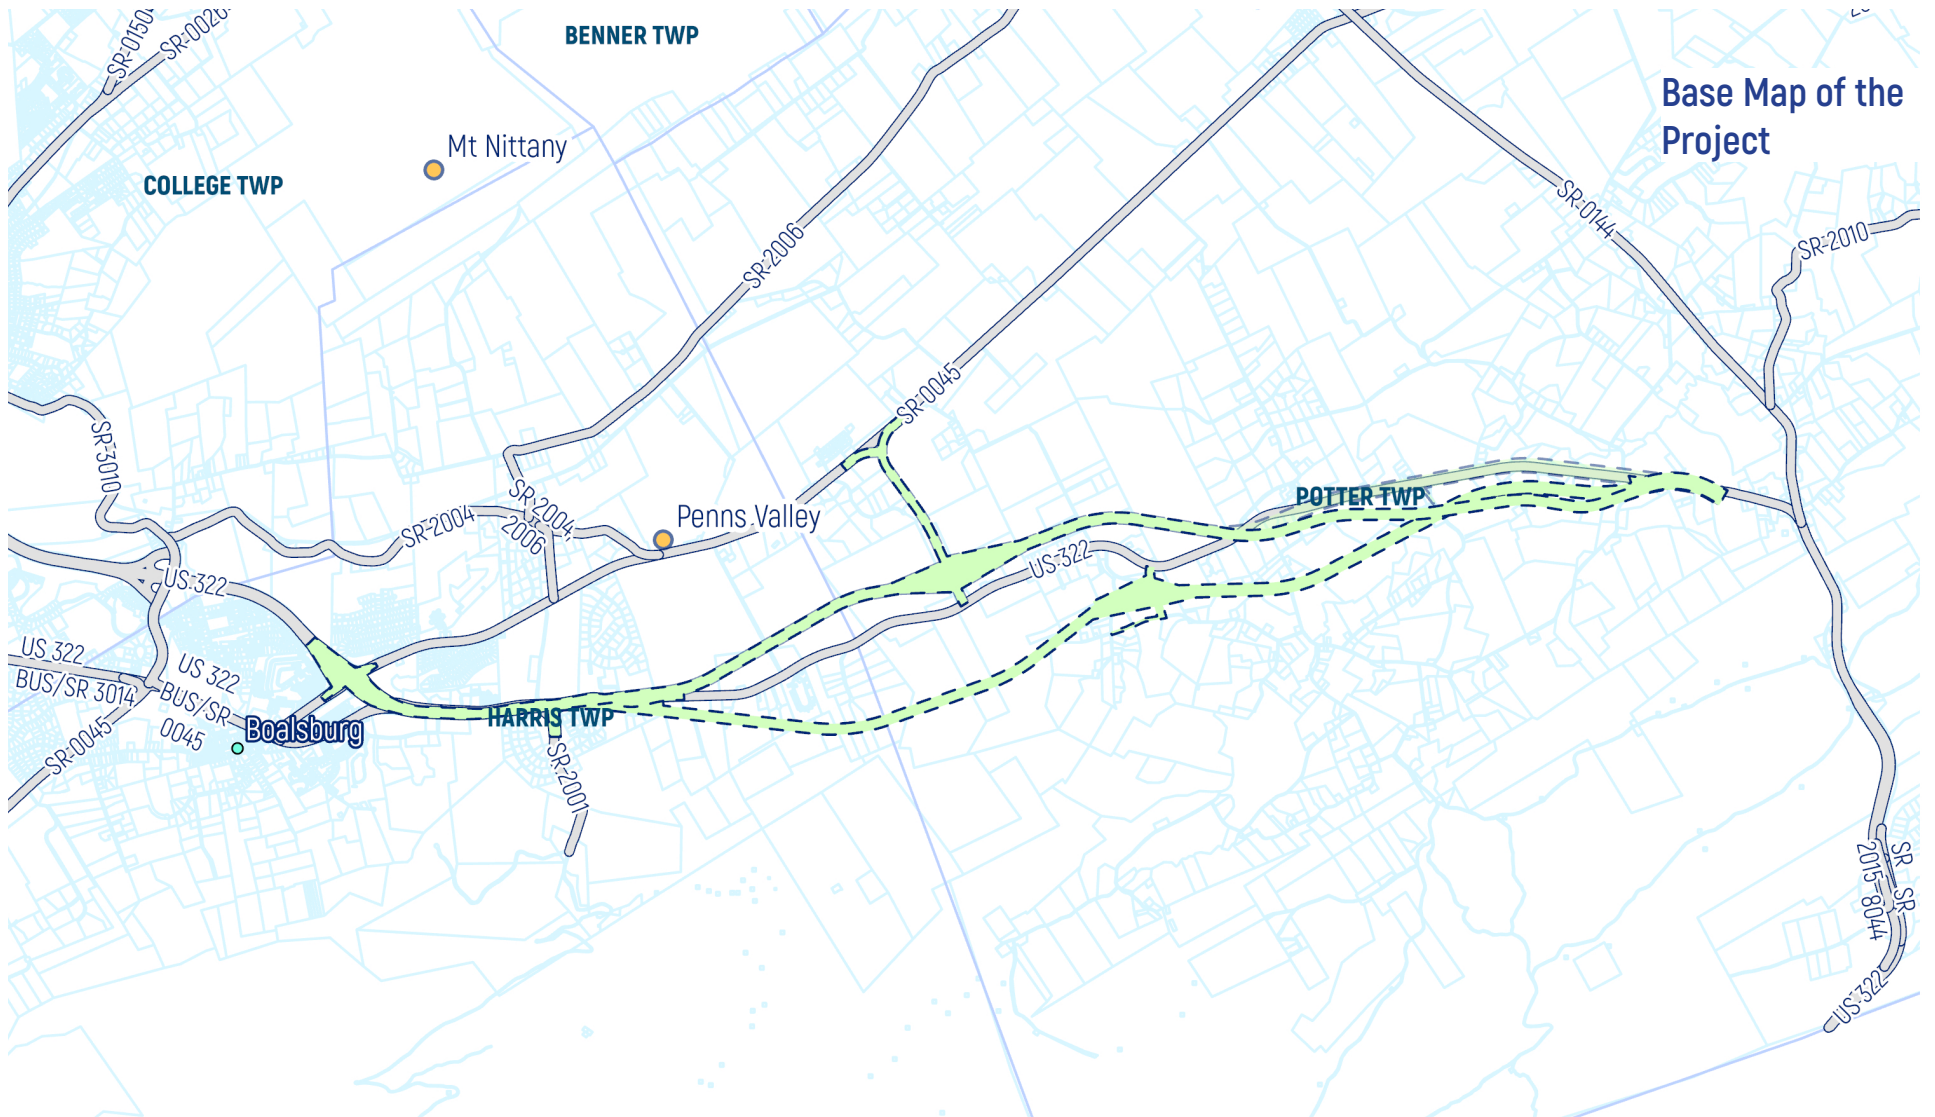 SR-0150
SR-0026
BENNER TWP
Base Map of the
Project
Mt Nittany
COLLEGE TWP
SR-0144
SR-2010
SR-2006
SR-0045
SR-3010
SR-2004
SR-2004,
2006
Penns Valley
POTTER TWP
US 322
US 322
US 322
BUS/SR 3014
US 322
BUS/SR
0045
HARRIS TWP
Boalsburg
SR-0045
SR-2001
SR
2015
SR
8044
US-322